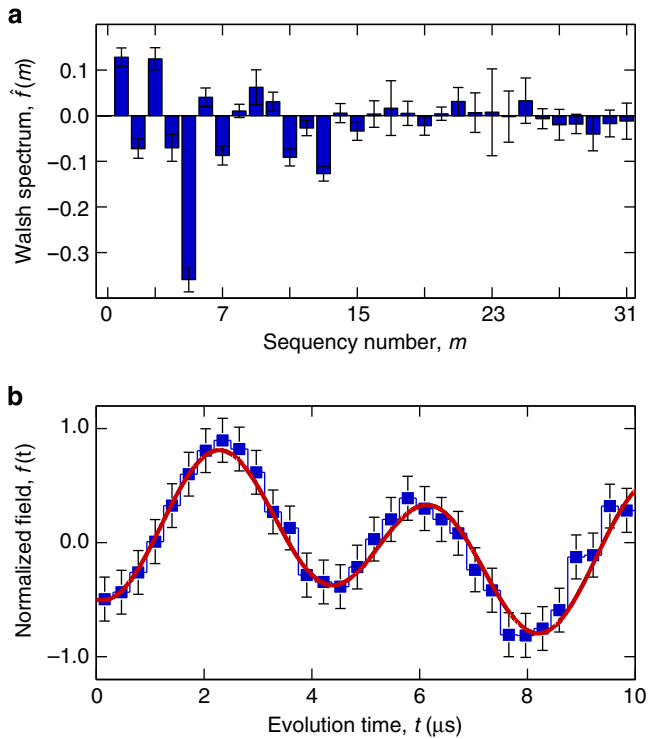 a
0.1
0.0
−0.1
−0.2
−0.3
Walsh spectrum, f̂(m)
0 7 15 23 31
Sequency number, m
b
1.0
0.0
−1.0
Normalized field, f(t)
0 2 4 6 8 10
Evolution time, t (μs)